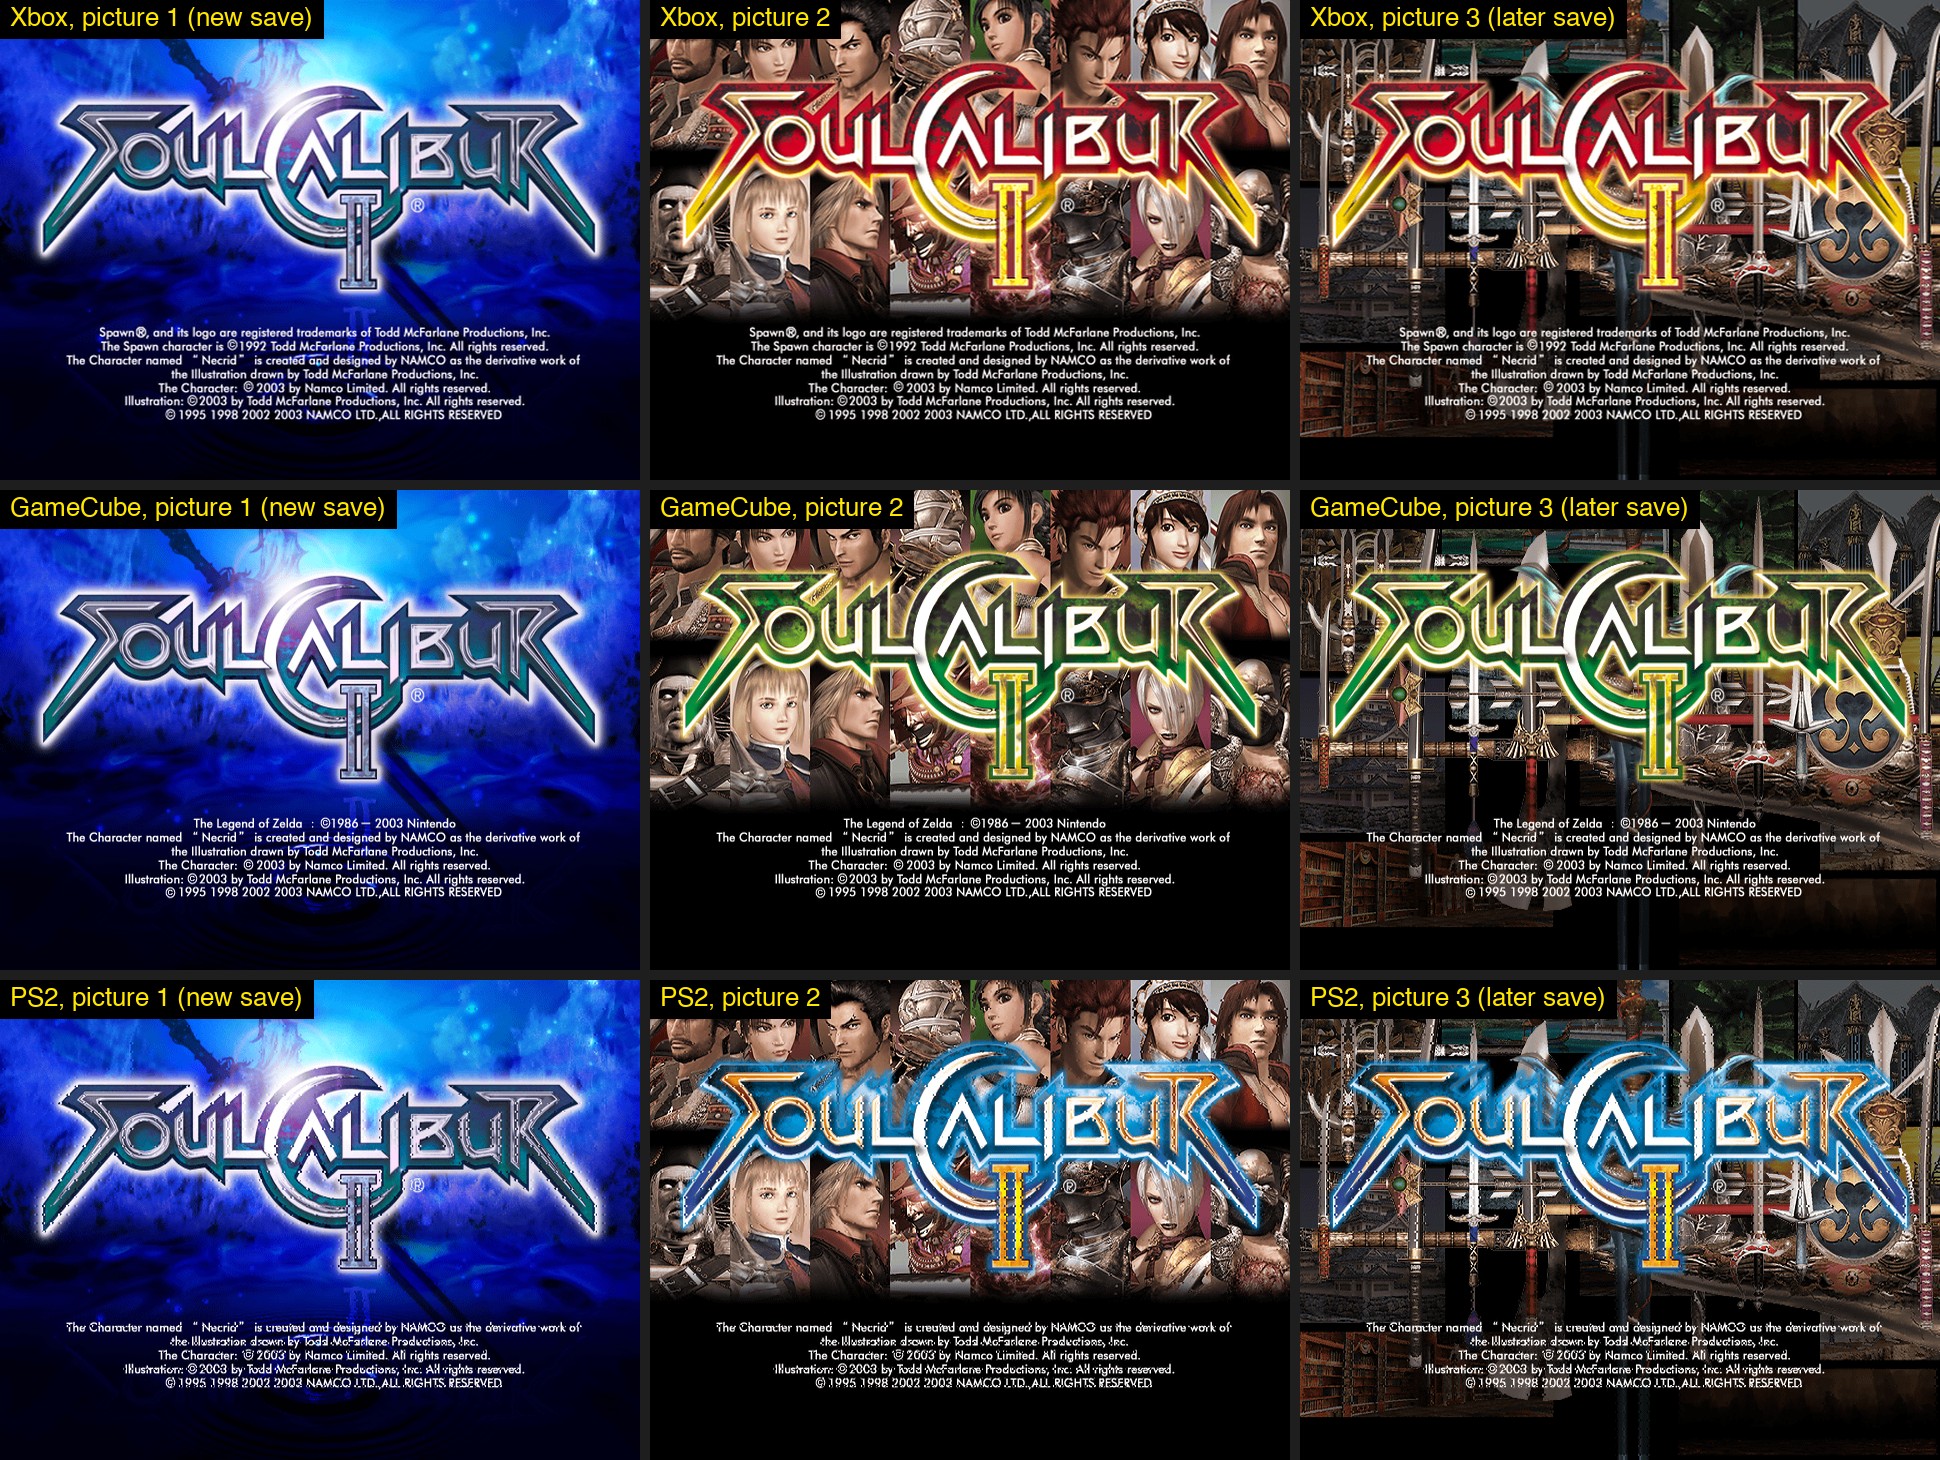 Xbox, picture 1 (new save)
SOULCALIBUR
II
®
Spawn®, and its logo are registered trademarks of Todd McFarlane Productions, Inc.
The Spawn character is ©1992 Todd McFarlane Productions, Inc. All rights reserved.
The Character named “Necrid” is created and designed by NAMCO as the derivative work of
the Illustration drawn by Todd McFarlane Productions, Inc.
The Character: © 2003 by Namco Limited. All rights reserved.
Illustration: ©2003 by Todd McFarlane Productions, Inc. All rights reserved.
© 1995 1998 2002 2003 NAMCO LTD.,ALL RIGHTS RESERVED
Xbox, picture 2
SOULCALIBUR
II
®
Spawn®, and its logo are registered trademarks of Todd McFarlane Productions, Inc.
The Spawn character is ©1992 Todd McFarlane Productions, Inc. All rights reserved.
The Character named “Necrid” is created and designed by NAMCO as the derivative work of
the Illustration drawn by Todd McFarlane Productions, Inc.
The Character: © 2003 by Namco Limited. All rights reserved.
Illustration: ©2003 by Todd McFarlane Productions, Inc. All rights reserved.
© 1995 1998 2002 2003 NAMCO LTD.,ALL RIGHTS RESERVED
Xbox, picture 3 (later save)
SOULCALIBUR
II
®
Spawn®, and its logo are registered trademarks of Todd McFarlane Productions, Inc.
The Spawn character is ©1992 Todd McFarlane Productions, Inc. All rights reserved.
The Character named “Necrid” is created and designed by NAMCO as the derivative work of
the Illustration drawn by Todd McFarlane Productions, Inc.
The Character: © 2003 by Namco Limited. All rights reserved.
Illustration: ©2003 by Todd McFarlane Productions, Inc. All rights reserved.
© 1995 1998 2002 2003 NAMCO LTD.,ALL RIGHTS RESERVED
GameCube, picture 1 (new save)
SOULCALIBUR
II
®
The Legend of Zelda : ©1986－2003 Nintendo
The Character named “Necrid” is created and designed by NAMCO as the derivative work of
the Illustration drawn by Todd McFarlane Productions, Inc.
The Character: © 2003 by Namco Limited. All rights reserved.
Illustration: ©2003 by Todd McFarlane Productions, Inc. All rights reserved.
© 1995 1998 2002 2003 NAMCO LTD.,ALL RIGHTS RESERVED
GameCube, picture 2
SOULCALIBUR
II
®
The Legend of Zelda : ©1986－2003 Nintendo
The Character named “Necrid” is created and designed by NAMCO as the derivative work of
the Illustration drawn by Todd McFarlane Productions, Inc.
The Character: © 2003 by Namco Limited. All rights reserved.
Illustration: ©2003 by Todd McFarlane Productions, Inc. All rights reserved.
© 1995 1998 2002 2003 NAMCO LTD.,ALL RIGHTS RESERVED
GameCube, picture 3 (later save)
SOULCALIBUR
II
®
The Legend of Zelda : ©1986－2003 Nintendo
The Character named “Necrid” is created and designed by NAMCO as the derivative work of
the Illustration drawn by Todd McFarlane Productions, Inc.
The Character: © 2003 by Namco Limited. All rights reserved.
Illustration: ©2003 by Todd McFarlane Productions, Inc. All rights reserved.
© 1995 1998 2002 2003 NAMCO LTD.,ALL RIGHTS RESERVED
PS2, picture 1 (new save)
SOULCALIBUR
II
®
The Character named “Necrid” is created and designed by NAMCO as the derivative work of
the Illustration drawn by Todd McFarlane Productions, Inc.
The Character: © 2003 by Namco Limited. All rights reserved.
Illustration: ©2003 by Todd McFarlane Productions, Inc. All rights reserved.
© 1995 1998 2002 2003 NAMCO LTD.,ALL RIGHTS RESERVED
PS2, picture 2
SOULCALIBUR
II
®
The Character named “Necrid” is created and designed by NAMCO as the derivative work of
the Illustration drawn by Todd McFarlane Productions, Inc.
The Character: © 2003 by Namco Limited. All rights reserved.
Illustration: ©2003 by Todd McFarlane Productions, Inc. All rights reserved.
© 1995 1998 2002 2003 NAMCO LTD.,ALL RIGHTS RESERVED
PS2, picture 3 (later save)
SOULCALIBUR
II
®
The Character named “Necrid” is created and designed by NAMCO as the derivative work of
the Illustration drawn by Todd McFarlane Productions, Inc.
The Character: © 2003 by Namco Limited. All rights reserved.
Illustration: ©2003 by Todd McFarlane Productions, Inc. All rights reserved.
© 1995 1998 2002 2003 NAMCO LTD.,ALL RIGHTS RESERVED